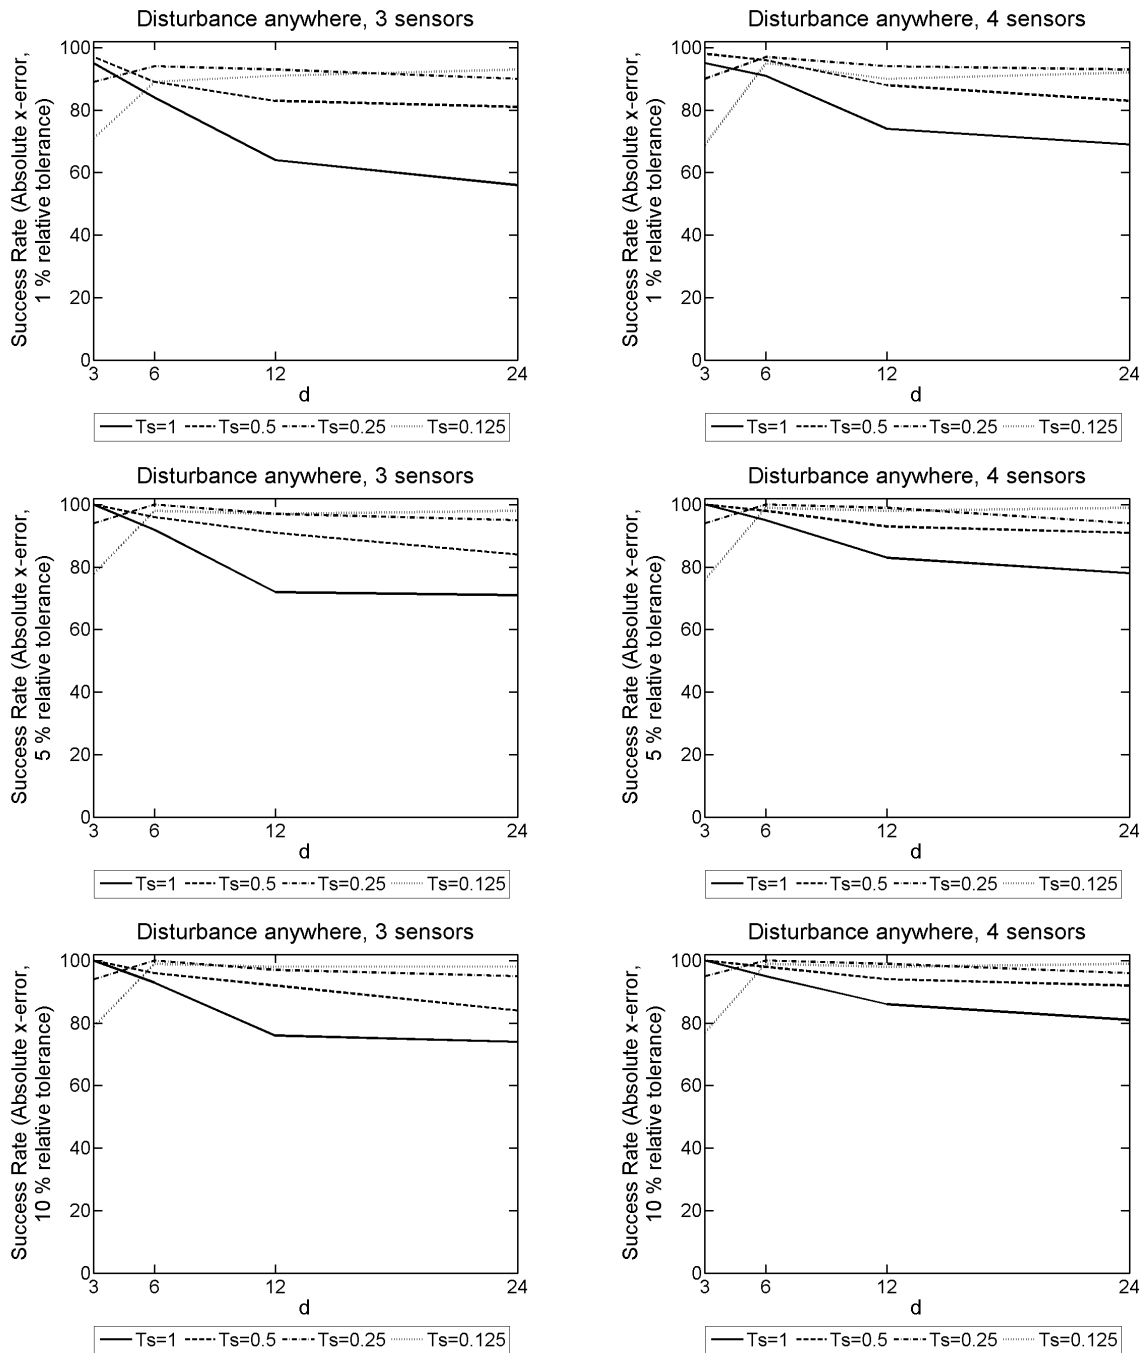 Disturbance anywhere, 3 sensors
Success Rate (Absolute x-error,
1 % relative tolerance)
100
80
60
40
20
0
3 6 12 24
d
Ts=1 Ts=0.5 Ts=0.25 Ts=0.125
Disturbance anywhere, 4 sensors
Success Rate (Absolute x-error,
1 % relative tolerance)
100
80
60
40
20
0
3 6 12 24
d
Ts=1 Ts=0.5 Ts=0.25 Ts=0.125
Disturbance anywhere, 3 sensors
Success Rate (Absolute x-error,
5 % relative tolerance)
100
80
60
40
20
0
3 6 12 24
d
Ts=1 Ts=0.5 Ts=0.25 Ts=0.125
Disturbance anywhere, 4 sensors
Success Rate (Absolute x-error,
5 % relative tolerance)
100
80
60
40
20
0
3 6 12 24
d
Ts=1 Ts=0.5 Ts=0.25 Ts=0.125
Disturbance anywhere, 3 sensors
Success Rate (Absolute x-error,
10 % relative tolerance)
100
80
60
40
20
0
3 6 12 24
d
Ts=1 Ts=0.5 Ts=0.25 Ts=0.125
Disturbance anywhere, 4 sensors
Success Rate (Absolute x-error,
10 % relative tolerance)
100
80
60
40
20
0
3 6 12 24
d
Ts=1 Ts=0.5 Ts=0.25 Ts=0.125